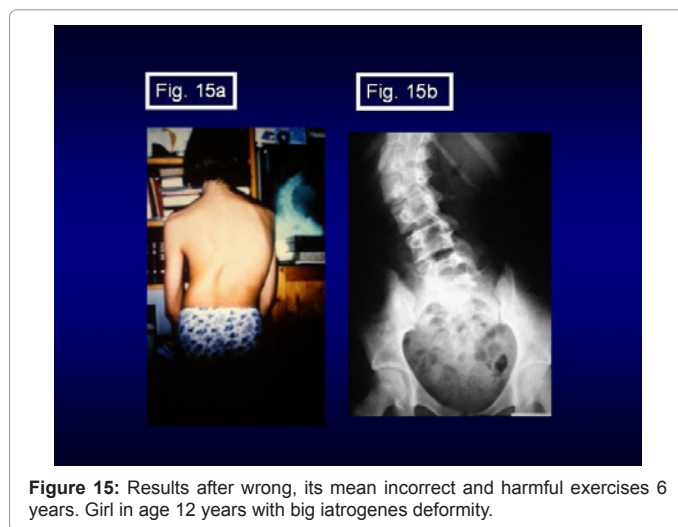 Fig. 15a
Fig. 15b
Figure 15: Results after wrong, its mean incorrect and harmful exercises 6
years. Girl in age 12 years with big iatrogenes deformity.